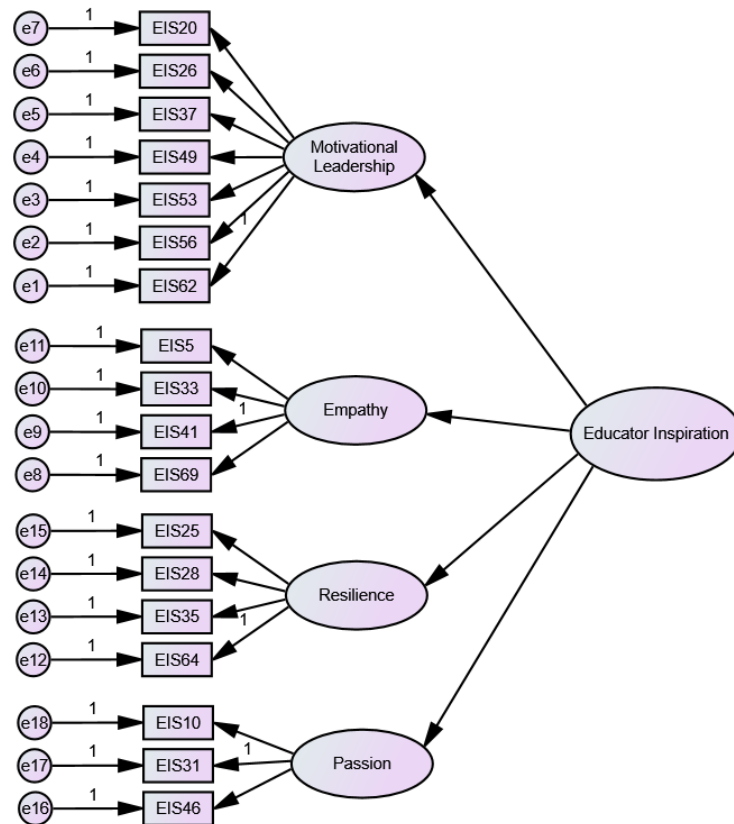 e7 1 EIS20
e6 1 EIS26
e5 1 EIS37
Motivational
Leadership
e4 1 EIS49
e3 1 EIS53
1
e2 1 EIS56
e1 1 EIS62
e11 1 EIS5
e10 1 EIS33
Empathy
1
e9 1 EIS41
Educator Inspiration
e8 1 EIS69
e15 1 EIS25
e14 1 EIS28
Resilience
e13 1 EIS35
1
e12 1 EIS64
e18 1 EIS10
1
e17 1 EIS31
Passion
e16 1 EIS46